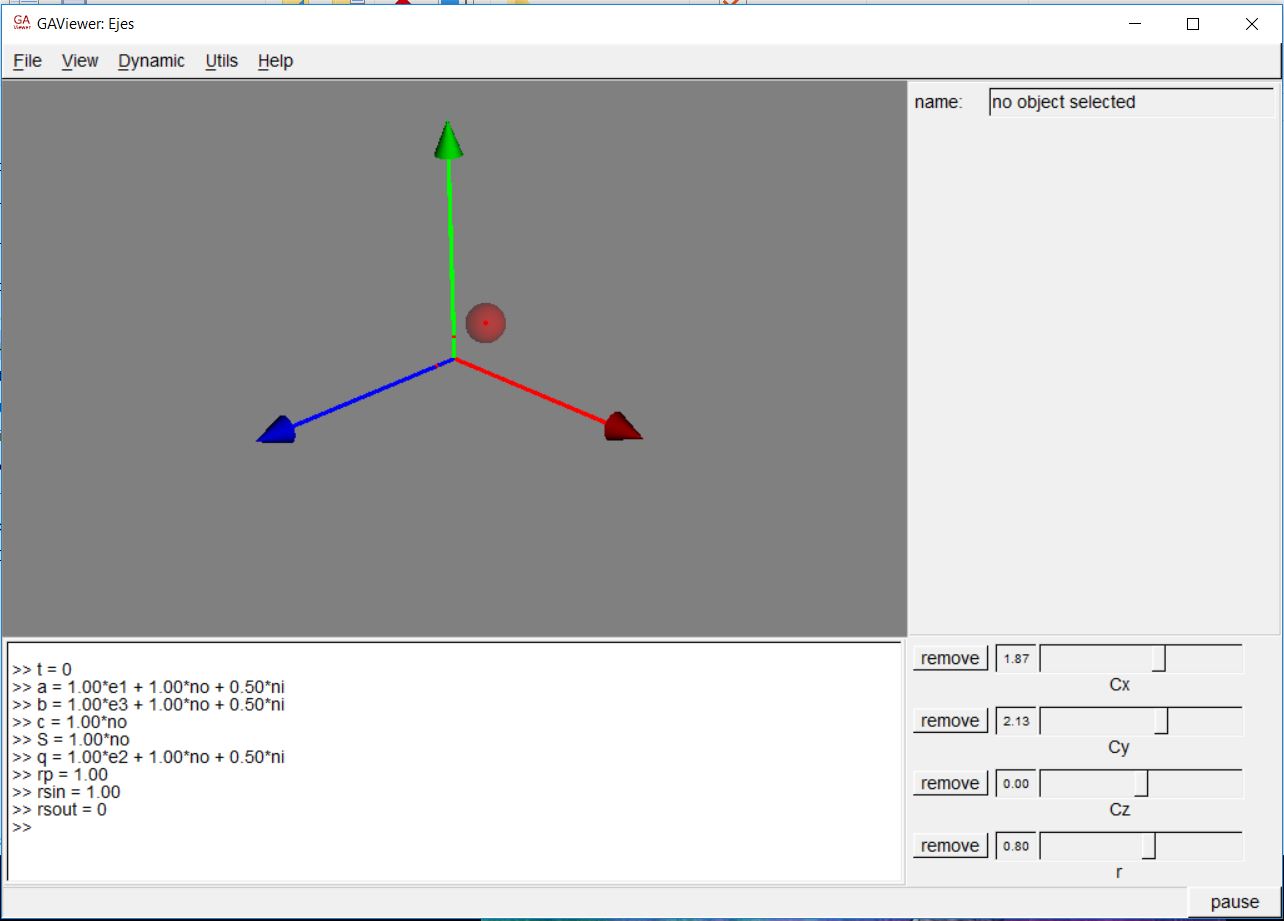 GA Viewer GAViewer: Ejes
File View Dynamic Utils Help
name: no object selected
>> t = 0
>> a = 1.00*e1 + 1.00*no + 0.50*ni
>> b = 1.00*e3 + 1.00*no + 0.50*ni
>> c = 1.00*no
>> S = 1.00*no
>> q = 1.00*e2 + 1.00*no + 0.50*ni
>> rp = 1.00
>> rsin = 1.00
>> rsout = 0
>>
remove 1.87
Cx
remove 2.13
Cy
remove 0.00
Cz
remove 0.80
r
pause